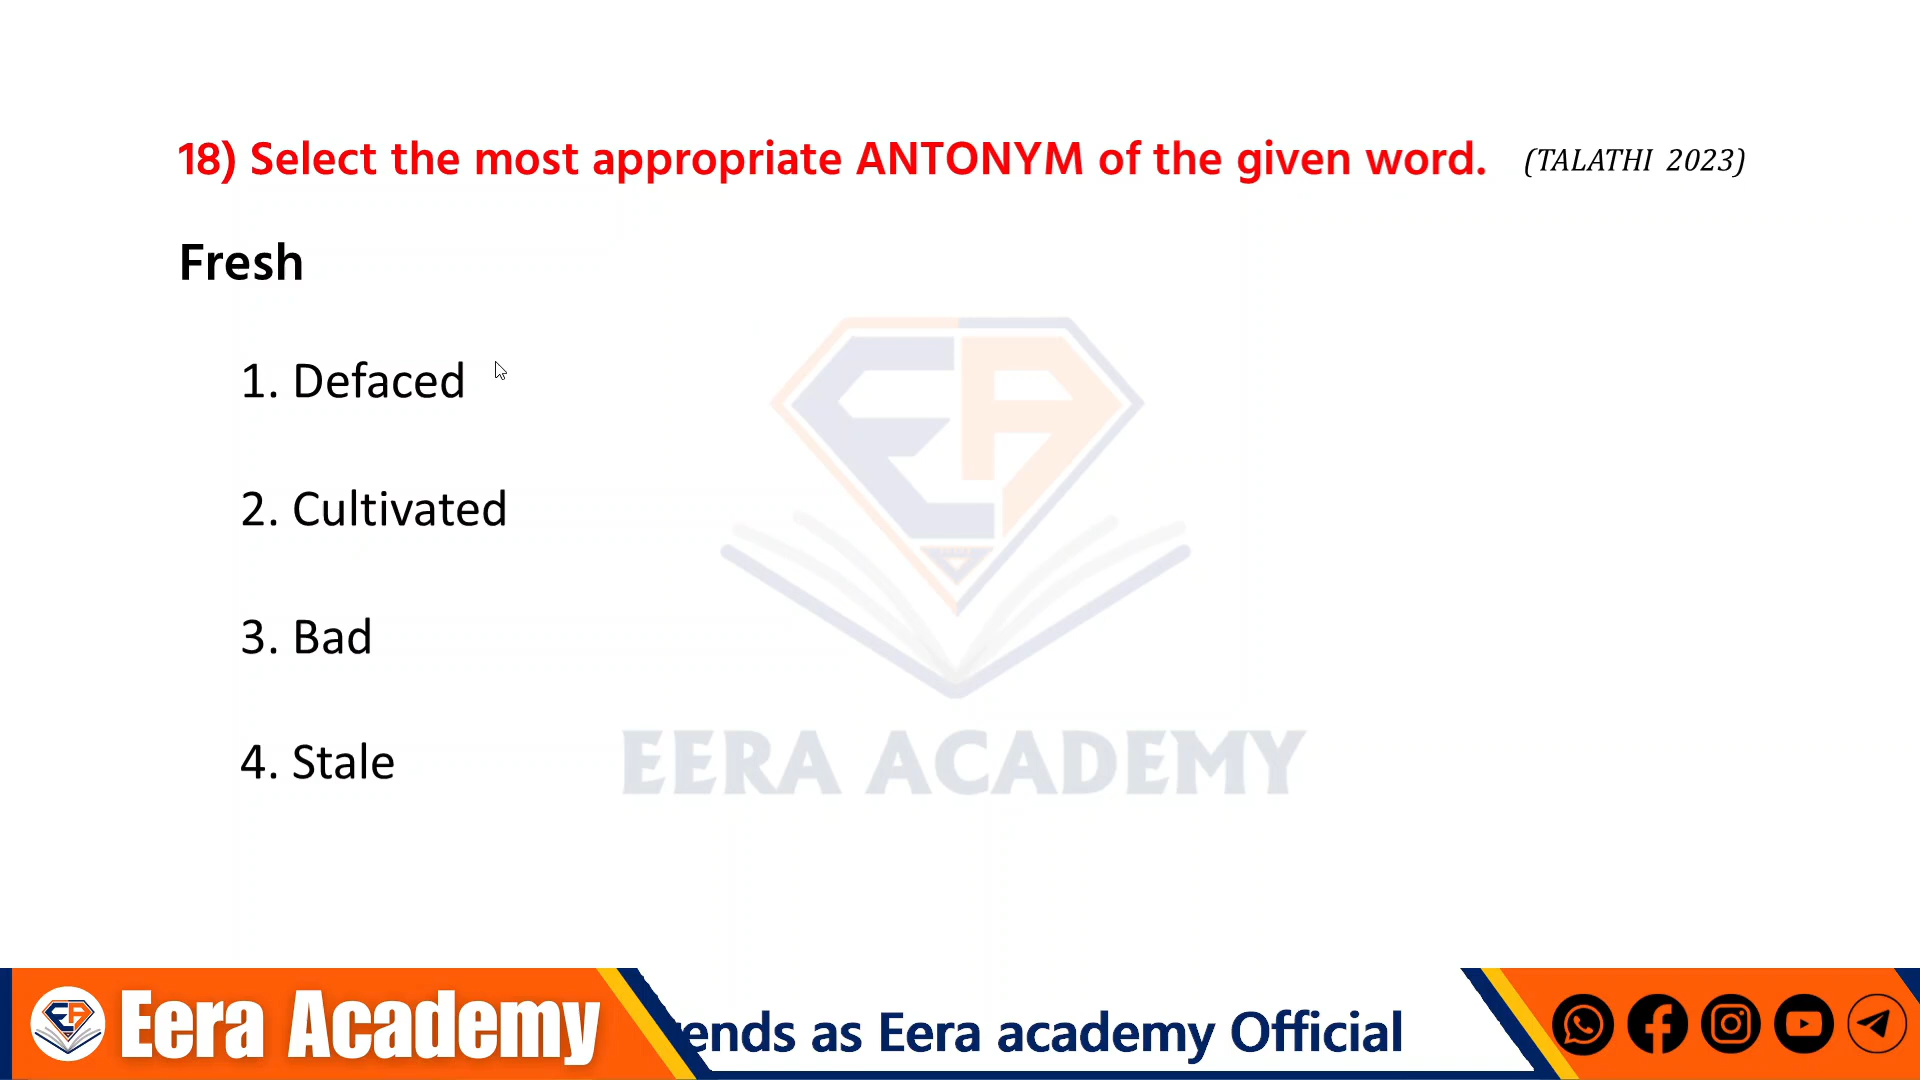 18) Select the most appropriate ANTONYM of the given word. (TALATHI 2023)
Fresh
1. Defaced
2. Cultivated
3. Bad
4. Stale
EERA ACADEMY
Eera Academy
ends as Eera academy Official